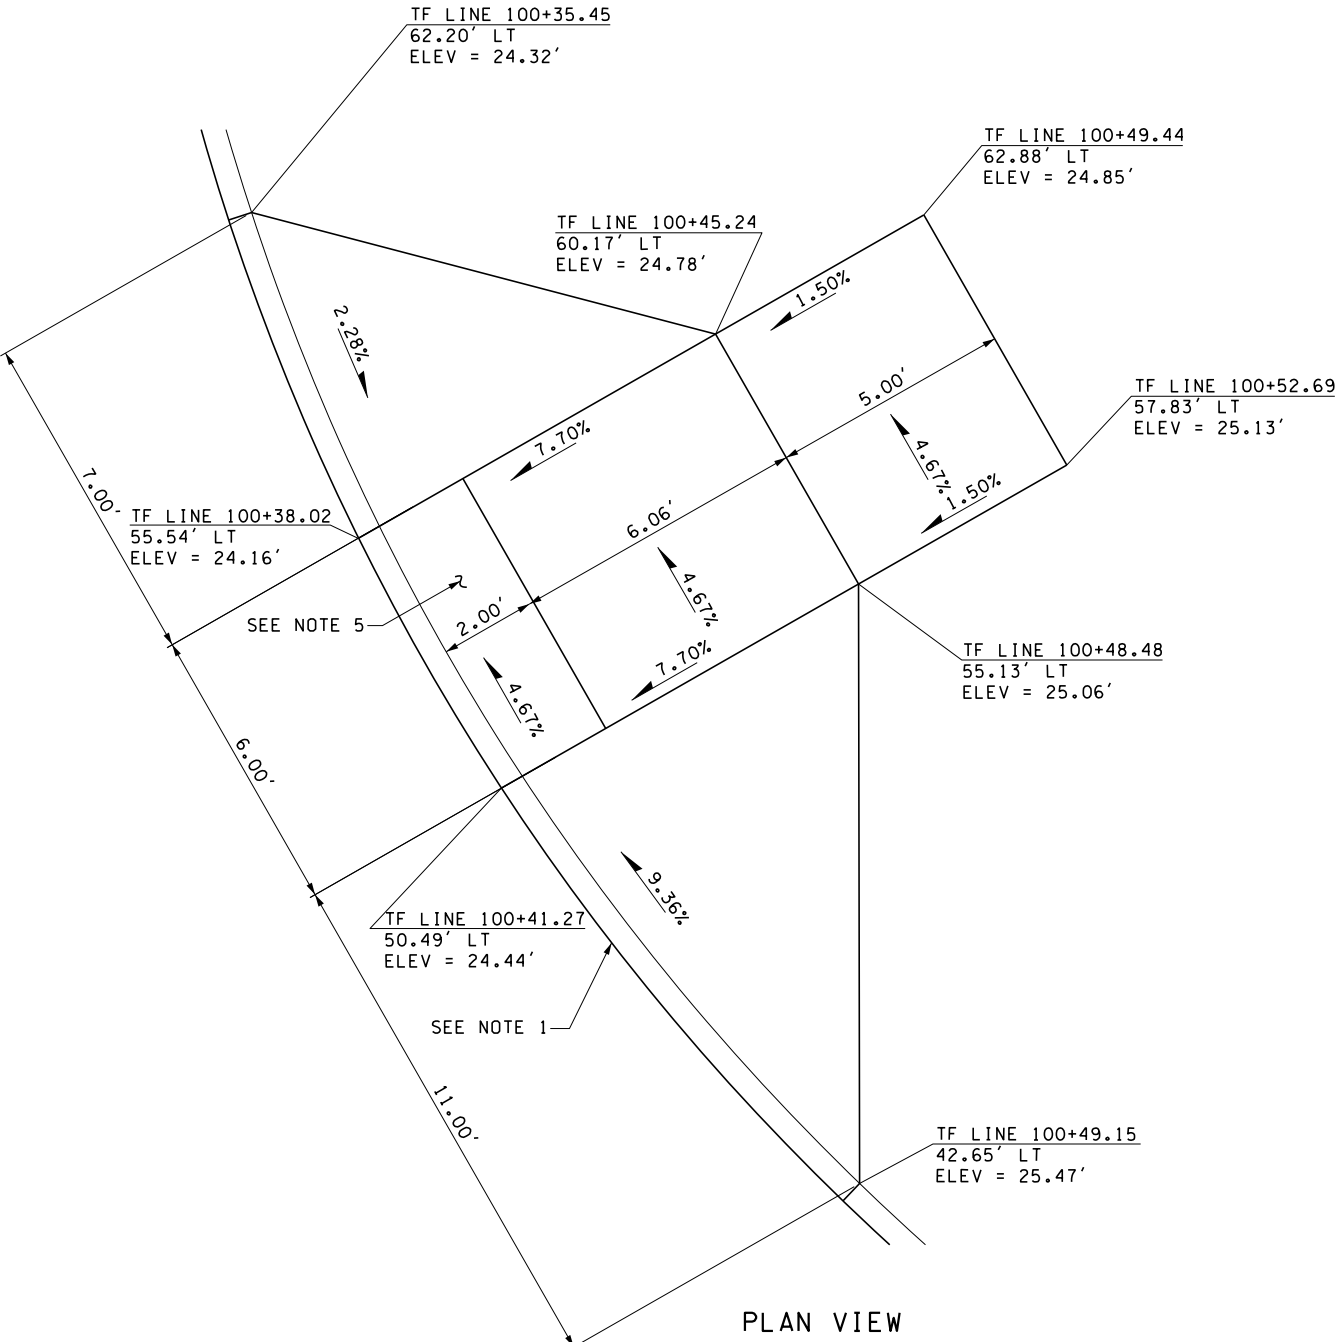 TF LINE 100+35.45
62.20′ LT
ELEV = 24.32′
TF LINE 100+49.44
62.88′ LT
ELEV = 24.85′
TF LINE 100+45.24
60.17′ LT
ELEV = 24.78′
1.50%
2.28%
5.00′
TF LINE 100+52.69
57.83′ LT
ELEV = 25.13′
7.70%
4.67%
1.50%
7.00′
TF LINE 100+38.02
55.54′ LT
ELEV = 24.16′
6.06′
4.67%
SEE NOTE 5
2.00′
7.70%
TF LINE 100+48.48
55.13′ LT
ELEV = 25.06′
4.67%
6.00′
9.36%
TF LINE 100+41.27
50.49′ LT
ELEV = 24.44′
SEE NOTE 1
11.00′
TF LINE 100+49.15
42.65′ LT
ELEV = 25.47′
PLAN VIEW